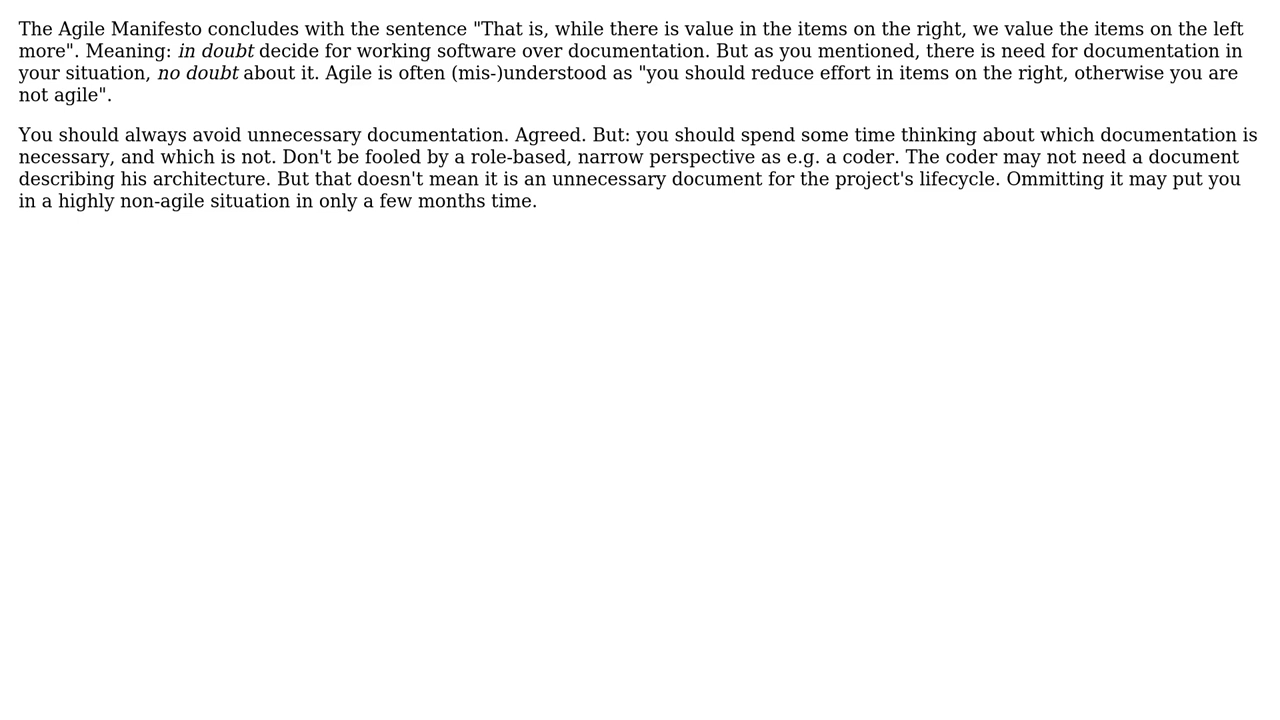 The Agile Manifesto concludes with the sentence "That is, while there is value in the items on the right, we value the items on the left
more". Meaning: in doubt decide for working software over documentation. But as you mentioned, there is need for documentation in
your situation, no doubt about it. Agile is often (mis-)understood as "you should reduce effort in items on the right, otherwise you are
not agile".
You should always avoid unnecessary documentation. Agreed. But: you should spend some time thinking about which documentation is
necessary, and which is not. Don't be fooled by a role-based, narrow perspective as e.g. a coder. The coder may not need a document
describing his architecture. But that doesn't mean it is an unnecessary document for the project's lifecycle. Ommitting it may put you
in a highly non-agile situation in only a few months time.